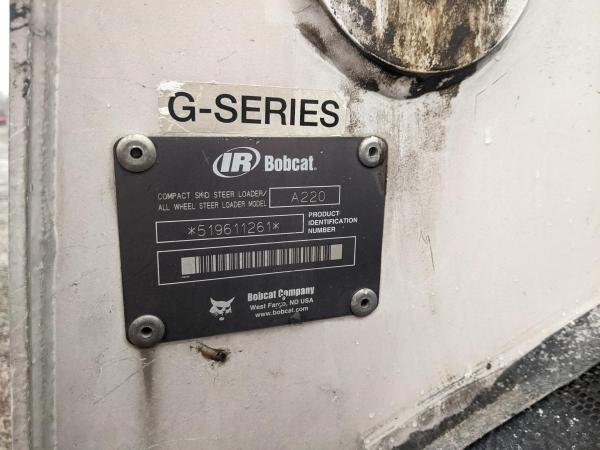 G-SERIES
IR Bobcat.
COMPACT SKID STEER LOADER/
ALL WHEEL STEER LOADER MODEL A220
*519611261* PRODUCT IDENTIFICATION NUMBER
Bobcat Company
West Fargo, ND USA
www.bobcat.com